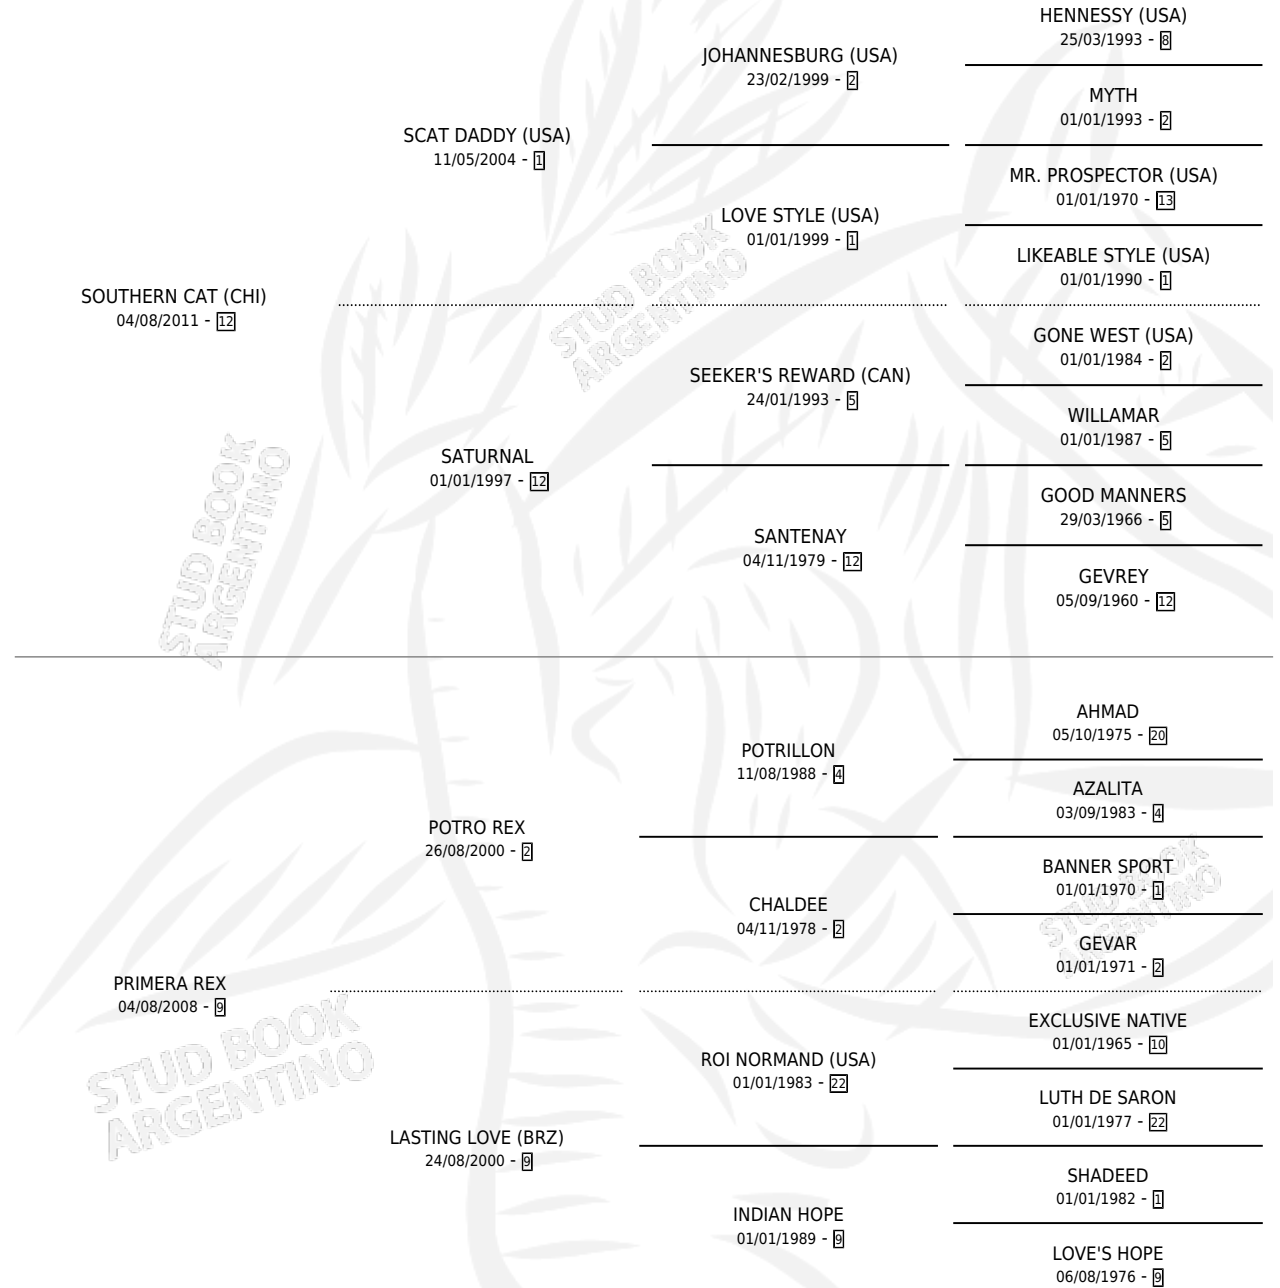 HENNESSY (USA)
25/03/1993 - 8
JOHANNESBURG (USA)
23/02/1999 - 2
MYTH
01/01/1993 - 2
SCAT DADDY (USA)
11/05/2004 - 1
MR. PROSPECTOR (USA)
01/01/1970 - 13
LOVE STYLE (USA)
01/01/1999 - 1
LIKEABLE STYLE (USA)
01/01/1990 - 1
SOUTHERN CAT (CHI)
04/08/2011 - 12
STUD BOOK
ARGENTINO
GONE WEST (USA)
01/01/1984 - 2
SEEKER'S REWARD (CAN)
24/01/1993 - 5
WILLAMAR
01/01/1987 - 5
SATURNAL
01/01/1997 - 12
GOOD MANNERS
29/03/1966 - 5
SANTENAY
04/11/1979 - 12
GEVREY
05/09/1960 - 12
STUD BOOK
ARGENTINO
AHMAD
05/10/1975 - 20
POTRILLON
11/08/1988 - 4
AZALITA
03/09/1983 - 4
POTRO REX
26/08/2000 - 2
BANNER SPORT
01/01/1970 - 1
CHALDEE
04/11/1978 - 2
GEVAR
01/01/1971 - 2
STUD BOOK
ARGENTINO
PRIMERA REX
04/08/2008 - 9
EXCLUSIVE NATIVE
01/01/1965 - 10
ROI NORMAND (USA)
01/01/1983 - 22
LUTH DE SARON
01/01/1977 - 22
STUD BOOK
ARGENTINO
LASTING LOVE (BRZ)
24/08/2000 - 9
SHADEED
01/01/1982 - 1
INDIAN HOPE
01/01/1989 - 9
LOVE'S HOPE
06/08/1976 - 9